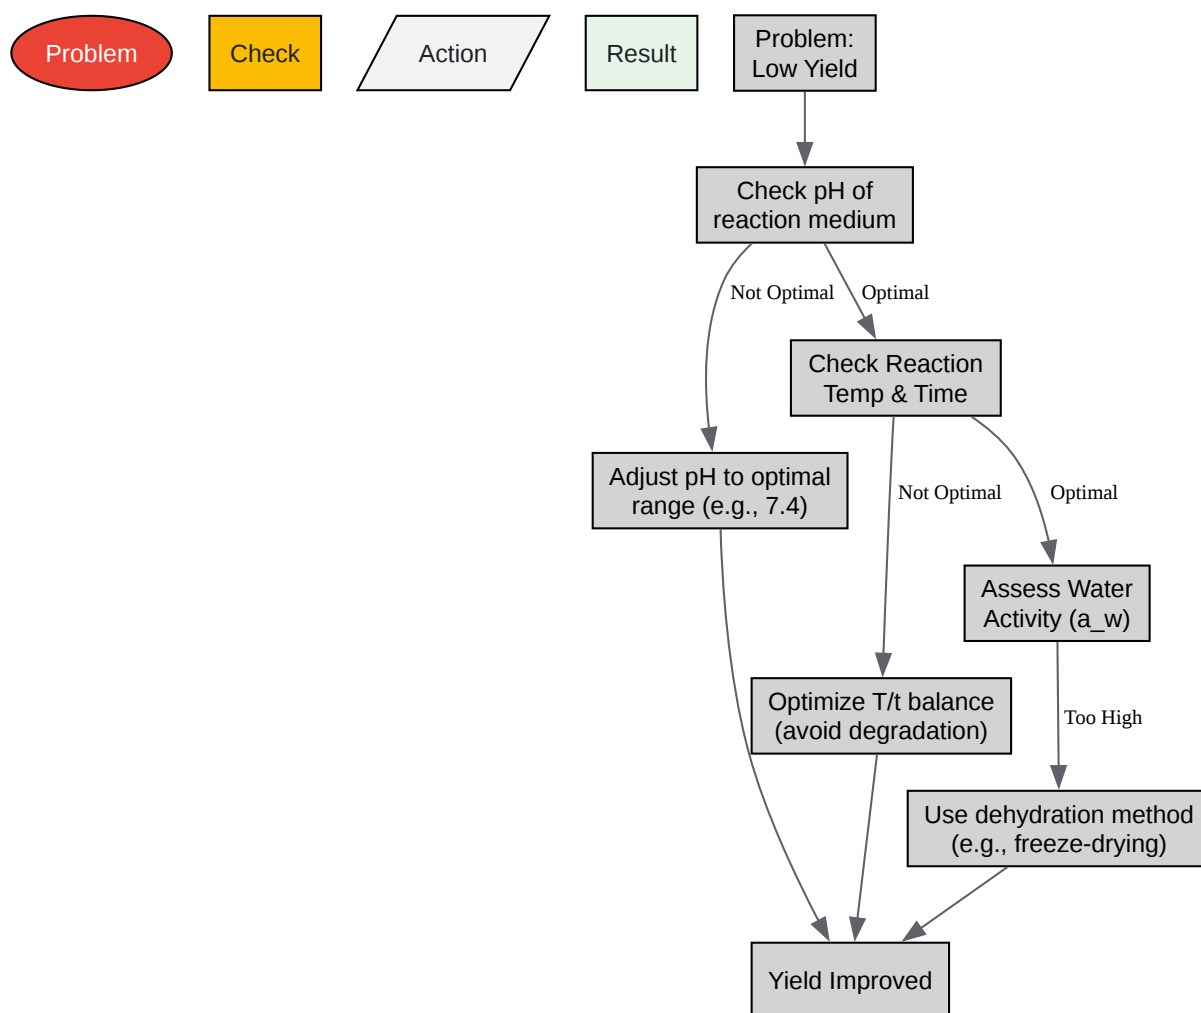 Problem
Check
Action
Result
Problem:
Low Yield
Check pH of
reaction medium
Not Optimal
Optimal
Check Reaction
Temp & Time
Adjust pH to optimal
range (e.g., 7.4)
Not Optimal
Optimal
Assess Water
Activity (a_w)
Optimize T/t balance
(avoid degradation)
Too High
Use dehydration method
(e.g., freeze-drying)
Yield Improved